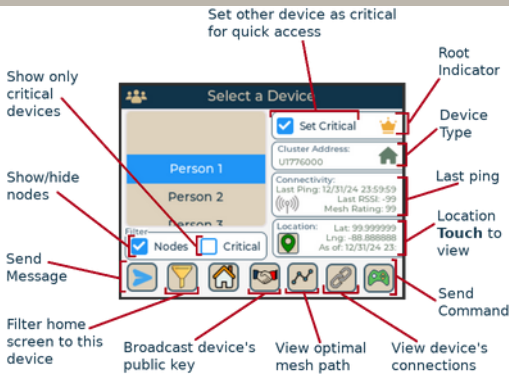 Set other device as critical
for quick access
Root
Indicator
Show only
critical
devices
Select a Device
Set Critical
Device
Type
Cluster Address:
U1776000
Person 1
Connectivity:
Last Ping: 12/31/24 23:59:59
Last RSSI: -99
Mesh Rating: 99
Last ping
Show/hide
nodes
Person 2
Person 3
Location:
Lat: 99.999999
Lng: -88.888888
As of: 12/31/24 23:
Location
Touch to
view
Filter
Nodes
Critical
Send
Message
Send
Command
Filter home
screen to this
device
Broadcast device's
public key
View optimal
mesh path
View device's
connections